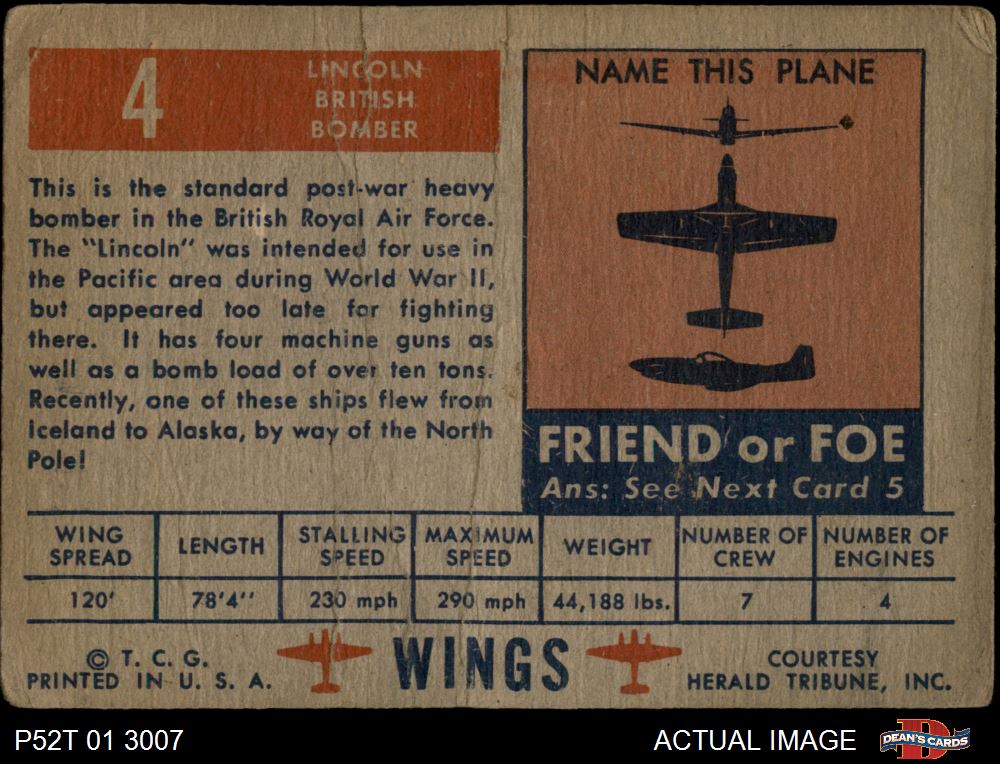 4
LINCOLN
BRITISH
BOMBER
This is the standard post-war heavy
bomber in the British Royal Air Force.
The "Lincoln" was intended for use in
the Pacific area during World War II,
but appeared too late for fighting
there. It has four machine guns as
well as a bomb load of over ten tons.
Recently, one of these ships flew from
Iceland to Alaska, by way of the North
Pole!
NAME THIS PLANE
FRIEND or FOE
Ans: See Next Card 5
WING SPREAD
LENGTH
STALLING SPEED
MAXIMUM SPEED
WEIGHT
NUMBER OF CREW
NUMBER OF ENGINES
120'
78'4''
230 mph
290 mph
44,188 lbs.
7
4
© T. C. G.
PRINTED IN U. S. A.
WINGS
COURTESY
HERALD TRIBUNE, INC.
P52T 01 3007
ACTUAL IMAGE
D
DEAN'S CARDS